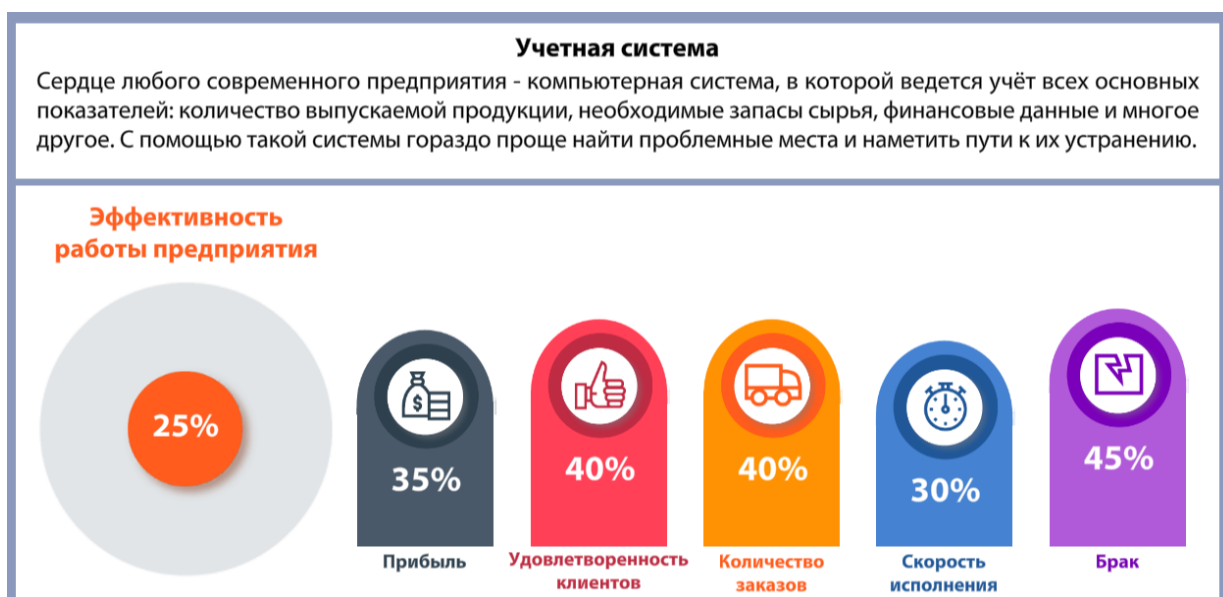 Учетная система
Сердце любого современного предприятия - компьютерная система, в которой ведется учёт всех основных
показателей: количество выпускаемой продукции, необходимые запасы сырья, финансовые данные и многое
другое. С помощью такой системы гораздо проще найти проблемные места и наметить пути к их устранению.
Эффективность
работы предприятия
25%
$
35%
40%
40%
30%
45%
Прибыль
Удовлетворенность
клиентов
Количество
заказов
Скорость
исполнения
Брак